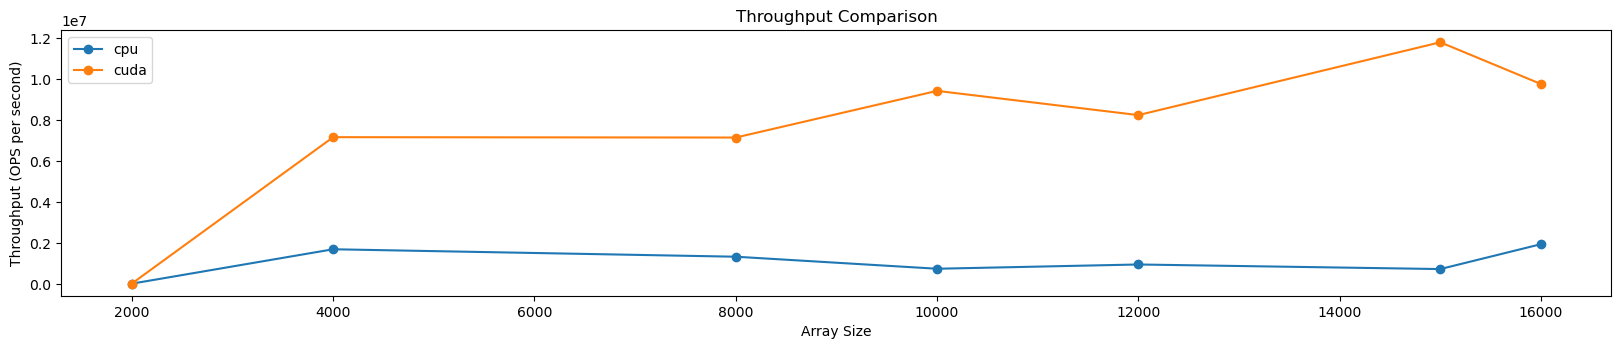 Throughput Comparison
1e7
cpu
cuda
Throughput (OPS per second)
1.2
1.0
0.8
0.6
0.4
0.2
0.0
2000 4000 6000 8000 10000 12000 14000 16000
Array Size